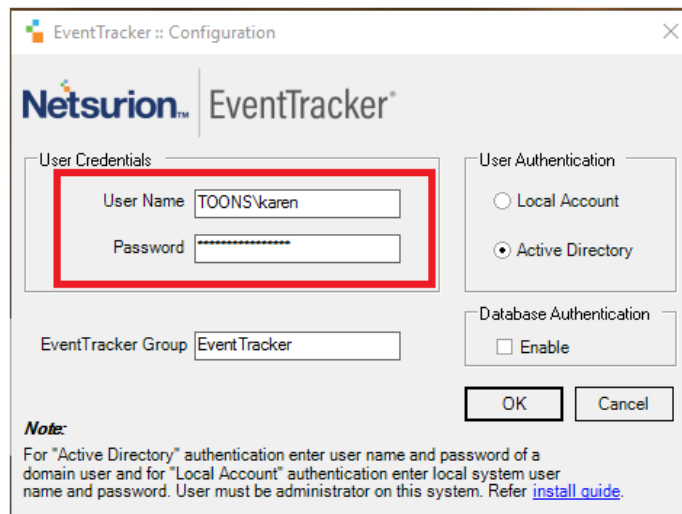 EventTracker :: Configuration
Netsurion™ EventTracker®
User Credentials
User Name TOONS\karen
Password ****************
EventTracker Group EventTracker
User Authentication
Local Account
Active Directory
Database Authentication
Enable
OK Cancel
Note:
For "Active Directory" authentication enter user name and password of a
domain user and for "Local Account" authentication enter local system user
name and password. User must be administrator on this system. Refer install guide.